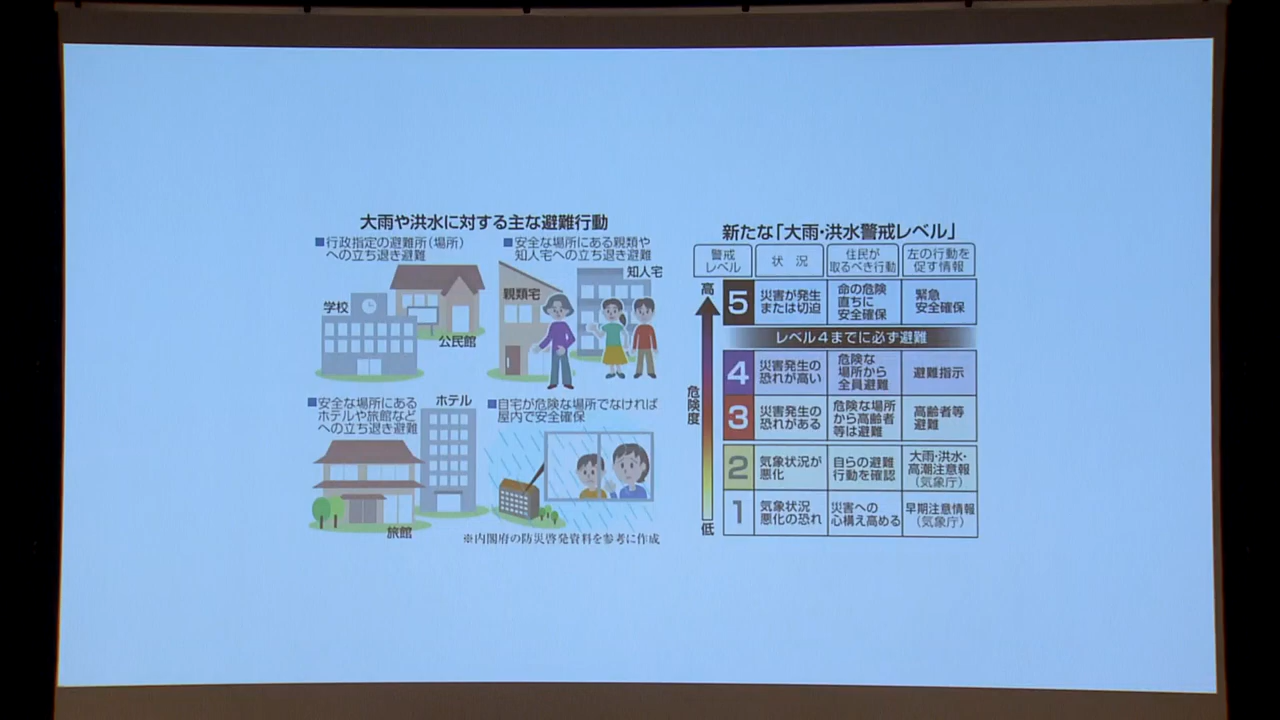 大雨や洪水に対する主な避難行動
■行政指定の避難所(場所)
への立ち退き避難
学校
公民館
■安全な場所にある親類や
知人宅への立ち退き避難
知人宅
親類宅
■安全な場所にある
ホテルや旅館など
への立ち退き避難
ホテル
旅館
■自宅が危険な場所でなければ
屋内で安全確保
※内閣府の防災啓発資料を参考に作成
新たな「大雨・洪水警戒レベル」
警戒
レベル
状況
住民が
取るべき行動
左の行動を
促す情報
高
危険度
低
5
災害が発生
または切迫
命の危険
直ちに
安全確保
緊急
安全確保
レベル4までに必ず避難
4
災害発生の
恐れが高い
危険な
場所から
全員避難
避難指示
3
災害発生の
恐れがある
危険な場所
から高齢者
等は避難
高齢者等
避難
2
気象状況が
悪化
自らの避難
行動を確認
大雨・洪水・
高潮注意報
(気象庁)
1
気象状況
悪化の恐れ
災害への
心構え高める
早期注意情報
(気象庁)